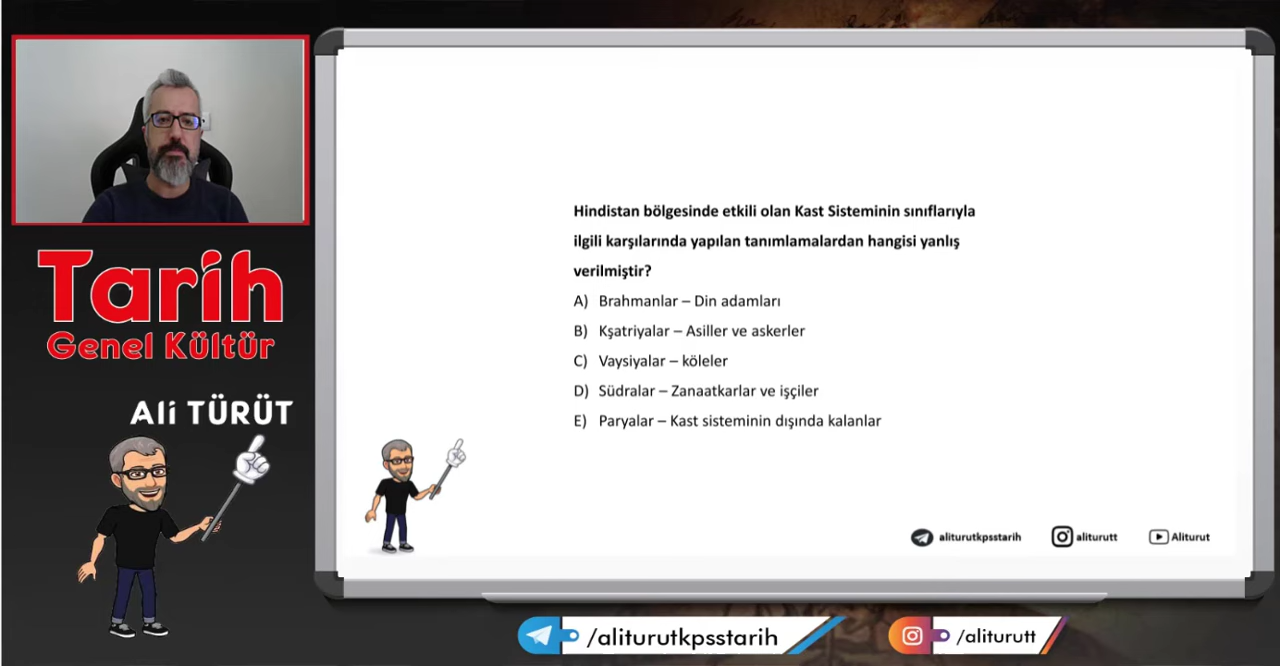 Tarih
Genel Kültür
Ali TÜRÜT
Hindistan bölgesinde etkili olan Kast Sisteminin sınıflarıyla
ilgili karşılarında yapılan tanımlamalardan hangisi yanlış
verilmiştir?
A) Brahmanlar – Din adamları
B) Kşatriyalar – Asiller ve askerler
C) Vaysiyalar – köleler
D) Südralar – Zanaatkarlar ve işçiler
E) Paryalar – Kast sisteminin dışında kalanlar
aliturutkpsstarih aliturutt Aliturut
/aliturutkpsstarih /aliturutt